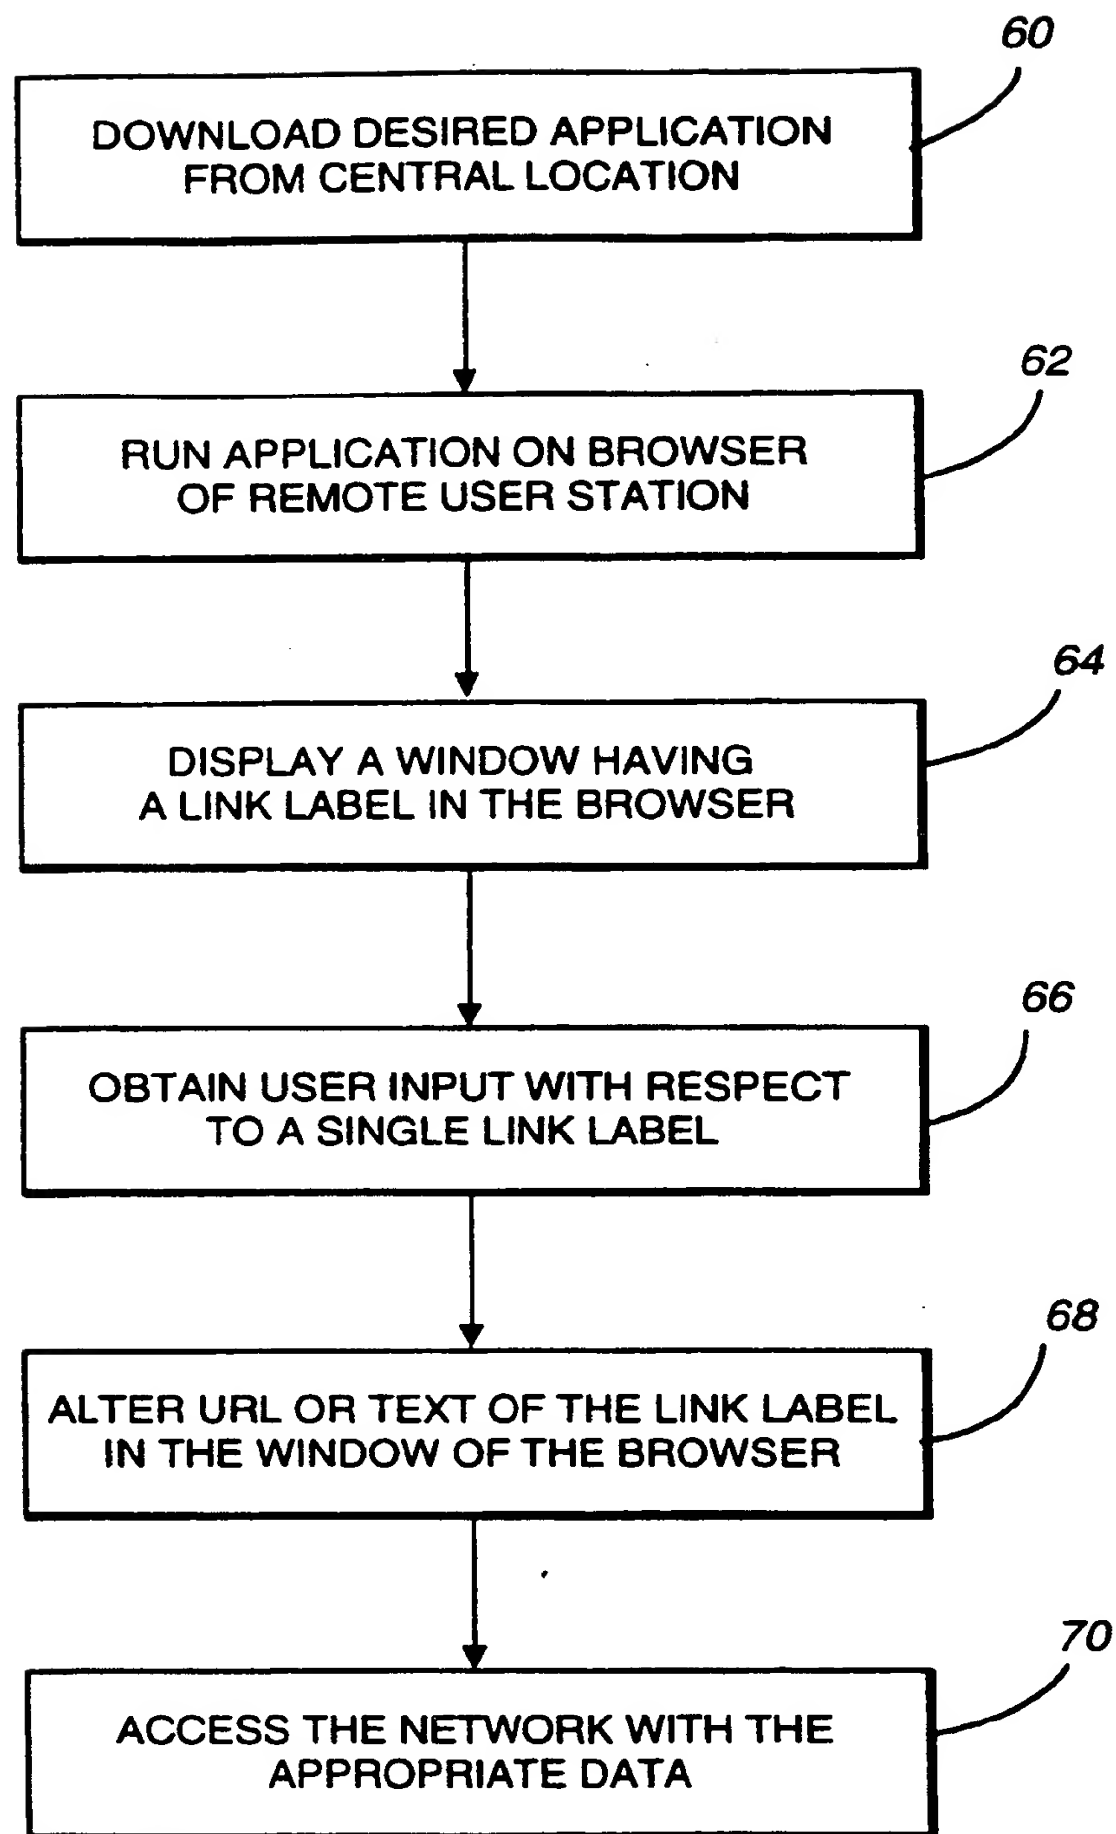 60
DOWNLOAD DESIRED APPLICATION
FROM CENTRAL LOCATION
62
RUN APPLICATION ON BROWSER
OF REMOTE USER STATION
64
DISPLAY A WINDOW HAVING
A LINK LABEL IN THE BROWSER
66
OBTAIN USER INPUT WITH RESPECT
TO A SINGLE LINK LABEL
68
ALTER URL OR TEXT OF THE LINK LABEL
IN THE WINDOW OF THE BROWSER
70
ACCESS THE NETWORK WITH THE
APPROPRIATE DATA